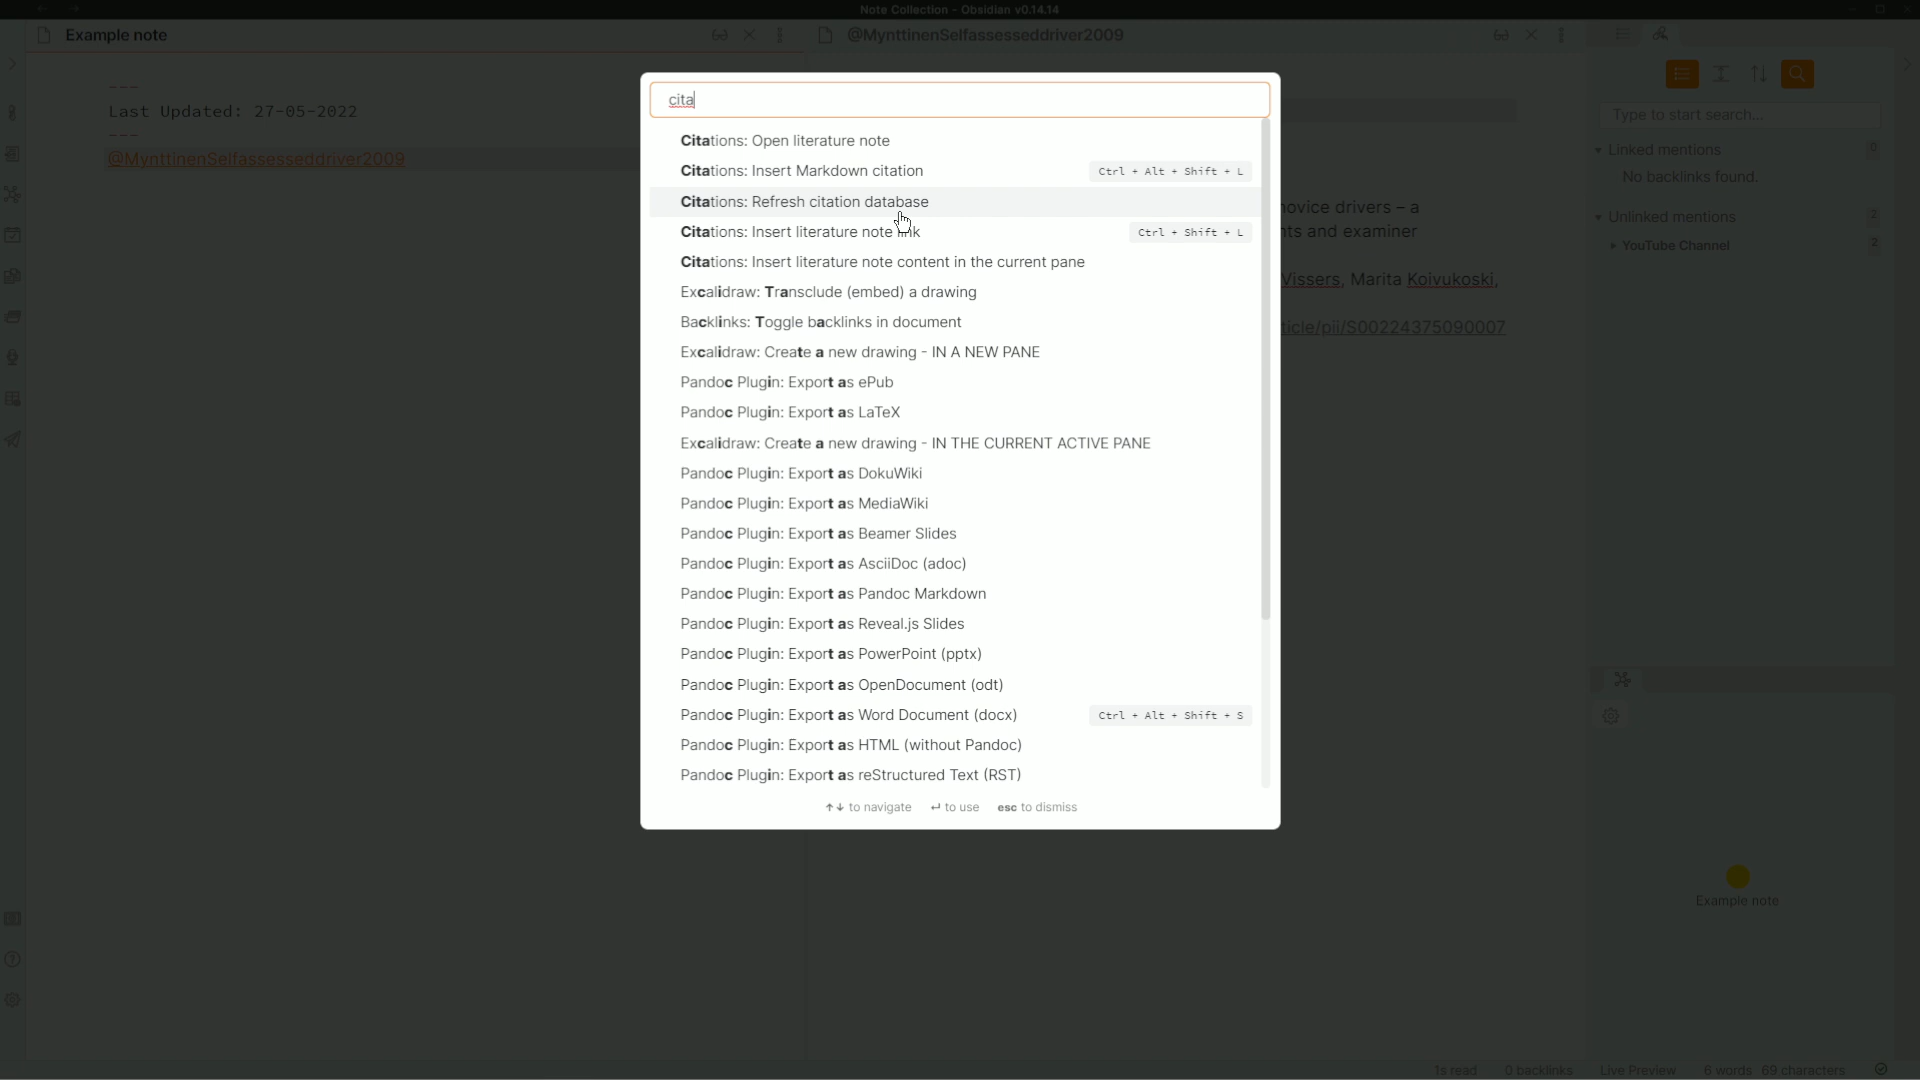 Note Collection - Obsidian v0.14.14
Example note
@MynttinenSelfassesseddriver2009
---
Last Updated: 27-05-2022
---
@MynttinenSelfassesseddriver2009
cita
Citations: Open literature note
Citations: Insert Markdown citation Ctrl + Alt + Shift + L
Citations: Refresh citation database
Citations: Insert literature note Ctrl + Shift + L
Citations: Insert literature note content in the current pane
Excalidraw: Transclude (embed) a drawing
Backlinks: Toggle backlinks in document
Excalidraw: Create a new drawing - IN A NEW PANE
Pandoc Plugin: Export as ePub
Pandoc Plugin: Export as LaTeX
Excalidraw: Create a new drawing - IN THE CURRENT ACTIVE PANE
Pandoc Plugin: Export as DokuWiki
Pandoc Plugin: Export as MediaWiki
Pandoc Plugin: Export as Beamer Slides
Pandoc Plugin: Export as AsciiDoc (adoc)
Pandoc Plugin: Export as Pandoc Markdown
Pandoc Plugin: Export as Reveal.js Slides
Pandoc Plugin: Export as PowerPoint (pptx)
Pandoc Plugin: Export as OpenDocument (odt)
Pandoc Plugin: Export as Word Document (docx) Ctrl + Alt + Shift + S
Pandoc Plugin: Export as HTML (without Pandoc)
Pandoc Plugin: Export as reStructured Text (RST)
↑↓ to navigate ↵ to use esc to dismiss
novice drivers – a
nts and examiner
Vissers, Marita Koivukoski,
ticle/pii/S00224375090007
Type to start search...
Linked mentions 0
No backlinks found.
Unlinked mentions 2
YouTube Channel 2
Example note
1s read 0 backlinks Live Preview 6 words 69 characters